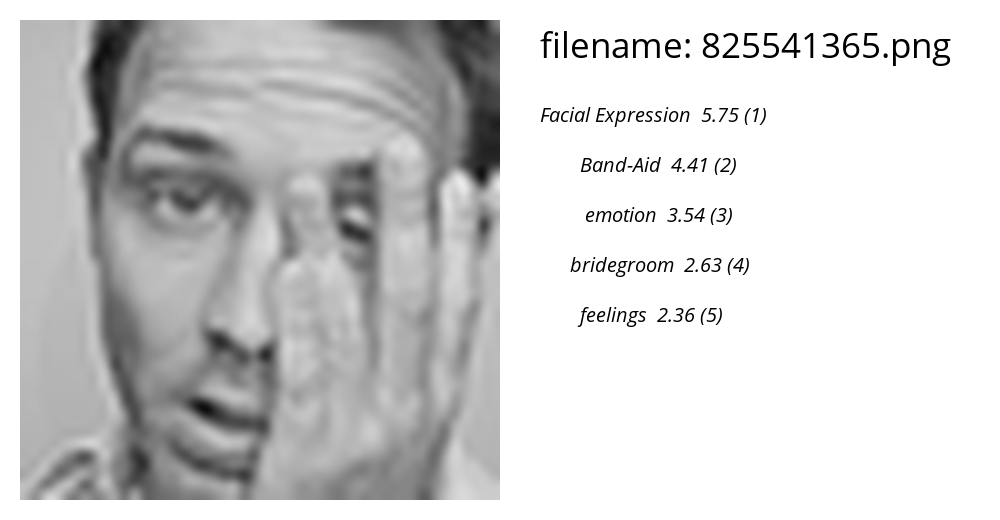 filename: 825541365.png
Facial Expression 5.75 (1)
Band-Aid 4.41 (2)
emotion 3.54 (3)
bridegroom 2.63 (4)
feelings 2.36 (5)